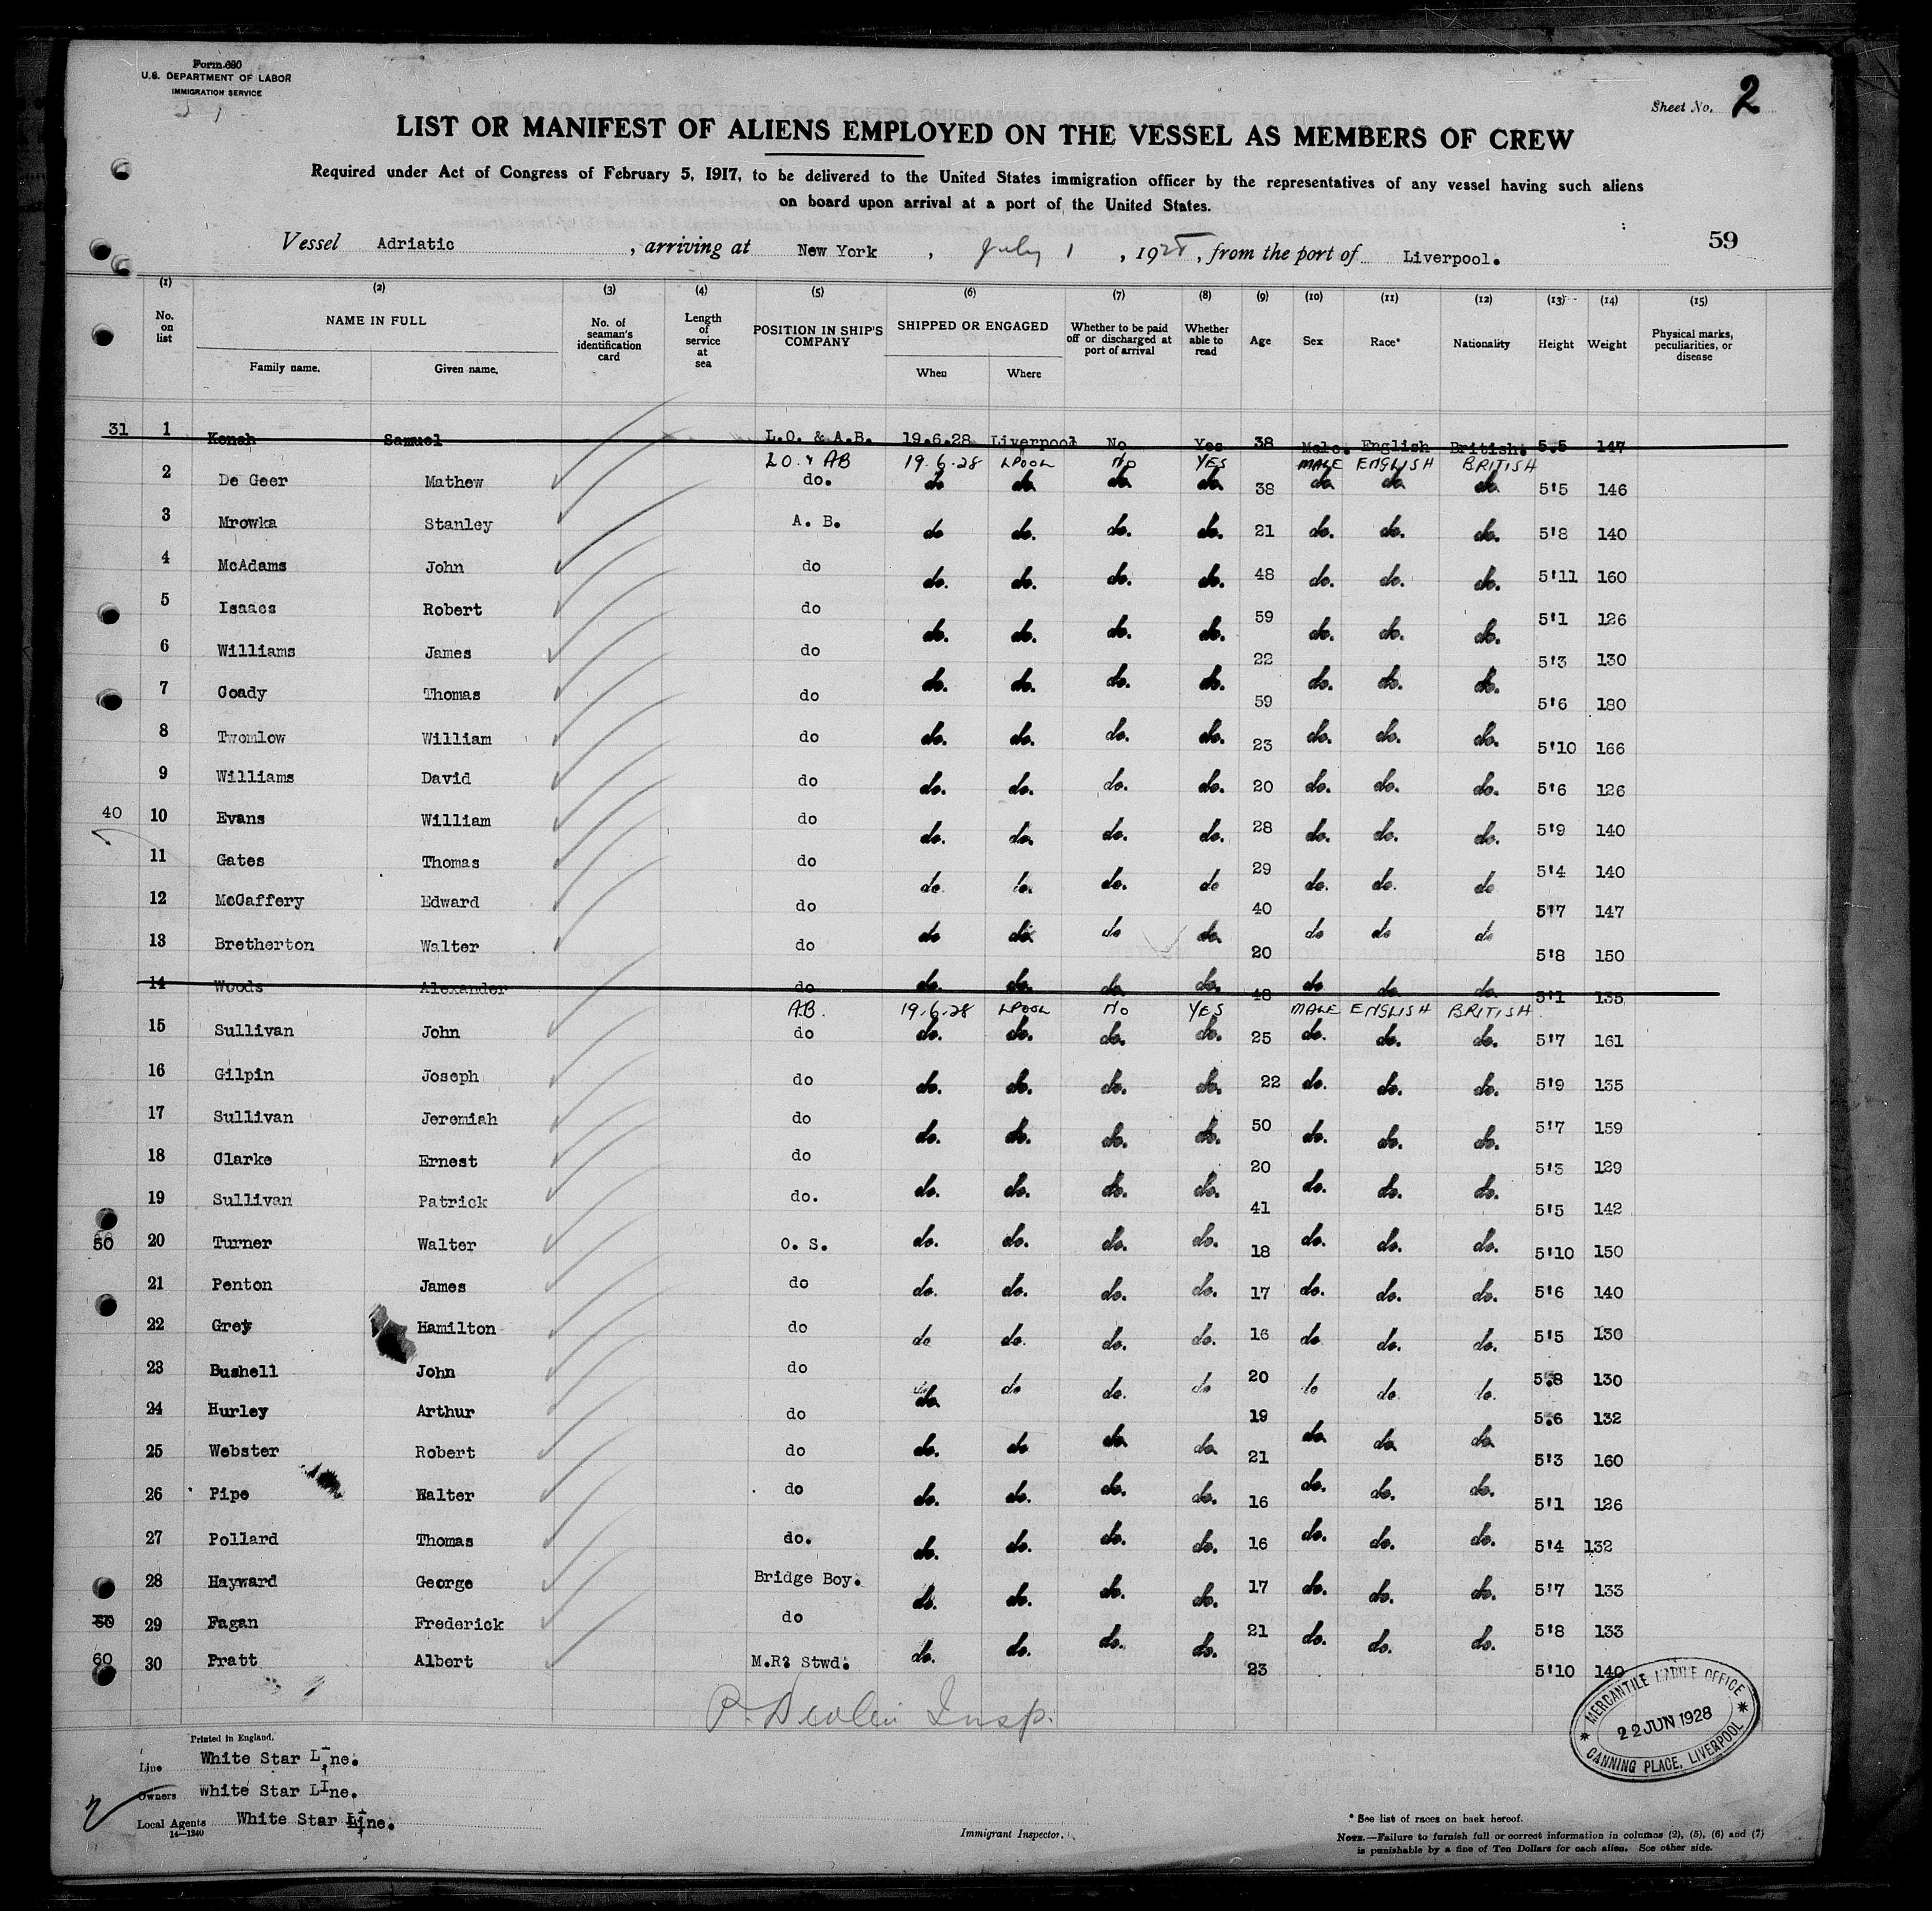 Form 680
U.S. DEPARTMENT OF LABOR
IMMIGRATION SERVICE
Sheet No. 2
LIST OR MANIFEST OF ALIENS EMPLOYED ON THE VESSEL AS MEMBERS OF CREW
Required under Act of Congress of February 5, 1917, to be delivered to the United States immigration officer by the representatives of any vessel having such aliens
on board upon arrival at a port of the United States.
59
Vessel Adriatic, arriving at New York, July 1, 1928, from the port of Liverpool.
(1) (2) (3) (4) (5) (6) (7) (8) (9) (10) (11) (12) (13) (14) (15)
No. on list NAME IN FULL Family name. Given name. No. of seaman's identification card Length of service at sea POSITION IN SHIP'S COMPANY SHIPPED OR ENGAGED When Where Whether to be paid off or discharged at port of arrival Whether able to read Age Sex Race* Nationality Height Weight Physical marks, peculiarities, or disease
31 1 Samuel L.O. & A.B. 19.6.28 Liverpool No Yes 38 Male. English British. 5.5 147
LO. & AB 19.6.28 LPOOL NO YES MALE ENGLISH BRITISH
2 De Geer Mathew do. do do. do. do. 38 do. do. do. 5'5 146
3 Mrowka Stanley A. B. do do. do. do. 21 do. do. do. 5'8 140
4 McAdams John do do. do. do. do. 48 do. do. do. 5'11 160
5 Isaacs Robert do do. do. do. do. 59 do. do. do. 5'1 126
6 Williams James do do. do. do. do. 22 do. do. do. 5'3 130
7 Coady Thomas do do. do. do. do. 59 do. do. do. 5'6 180
8 Twomlow William do do. do. do. do. 23 do. do. do. 5'10 166
9 Williams David do do. do. do. do. 20 do. do. do. 5'6 126
40 10 Evans William do do. do. do. do. 28 do. do. do. 5'9 140
11 Gates Thomas do do. do. do. do 29 do. do. do 5'4 140
12 McGaffery Edward do do do do do. 40 do do do 5'7 147
13 Bretherton Walter do do. do. do. do. 20 do do. do. 5'8 150
14 Woods Alexander do 48 5'1 135
AB. 19.6.28 LPOOL NO YES MALE ENGLISH BRITISH.
15 Sullivan John do do. do. do. do. 25 do. do. do. 5'7 161
16 Gilpin Joseph do do. do. do. do. 22 do. do. do. 5'9 135
17 Sullivan Jeremiah do do. do. do. do. 50 do. do. do. 5'7 159
18 Clarke Ernest do do. do. do. do. 20 do. do. do. 5'5 129
19 Sullivan Patrick do. do. do. do. do. 41 do. do. do. 5'5 142
50 20 Turner Walter O. S. do. do. do. do. 18 do. do. do. 5'10 150
21 Penton James do do. do. do. do. 17 do. do. do. 5'6 140
22 Grey Hamilton do do do. do. do. 16 do. do. do. 5'5 130
23 Bushell John do do. do do. do 20 do do. do. 5.8 130
24 Hurley Arthur do do. do do. do. 19 do. do. do. 5.6 132
25 Webster Robert do do. do. do. do. 21 do. do. do. 5'3 160
26 Pipe Walter do do. do. do. do. 16 do. do. do. 5'1 126
27 Pollard Thomas do. do. do. do. do. 16 do. do. do. 5'4 132
28 Hayward George Bridge Boy. do. do. do. do. 17 do. do. do. 5'7 133
60 29 Fagan Frederick do do. do. do. do. 21 do. do. do. 5'8 133
60 30 Pratt Albert M.R? Stwd. 23 5'10 140
P. Devlin Insp.
MERCANTILE MARINE OFFICE
22 JUN 1928
CANNING PLACE, LIVERPOOL
Printed in England.
Line White Star Line.
Owners White Star LIne.
Local Agents White Star Line.
14—1240
Immigrant Inspector.
* See list of races on back hereof.
NOTE.—Failure to furnish full or correct information in columns (2), (5), (6) and (7)
is punishable by a fine of Ten Dollars for each alien. See other side.